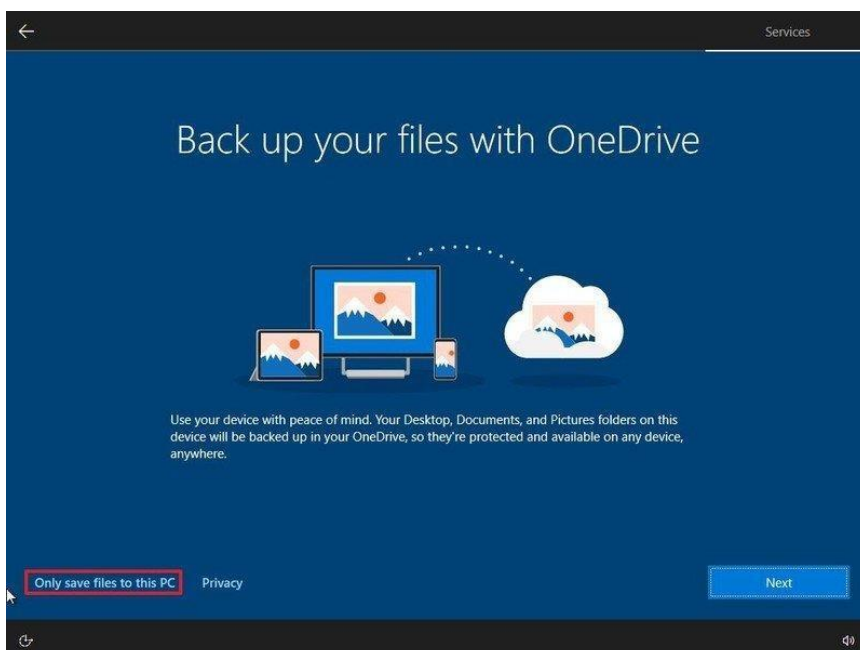 Services
Back up your files with OneDrive
Use your device with peace of mind. Your Desktop, Documents, and Pictures folders on this
device will be backed up in your OneDrive, so they're protected and available on any device,
anywhere.
Only save files to this PC Privacy Next